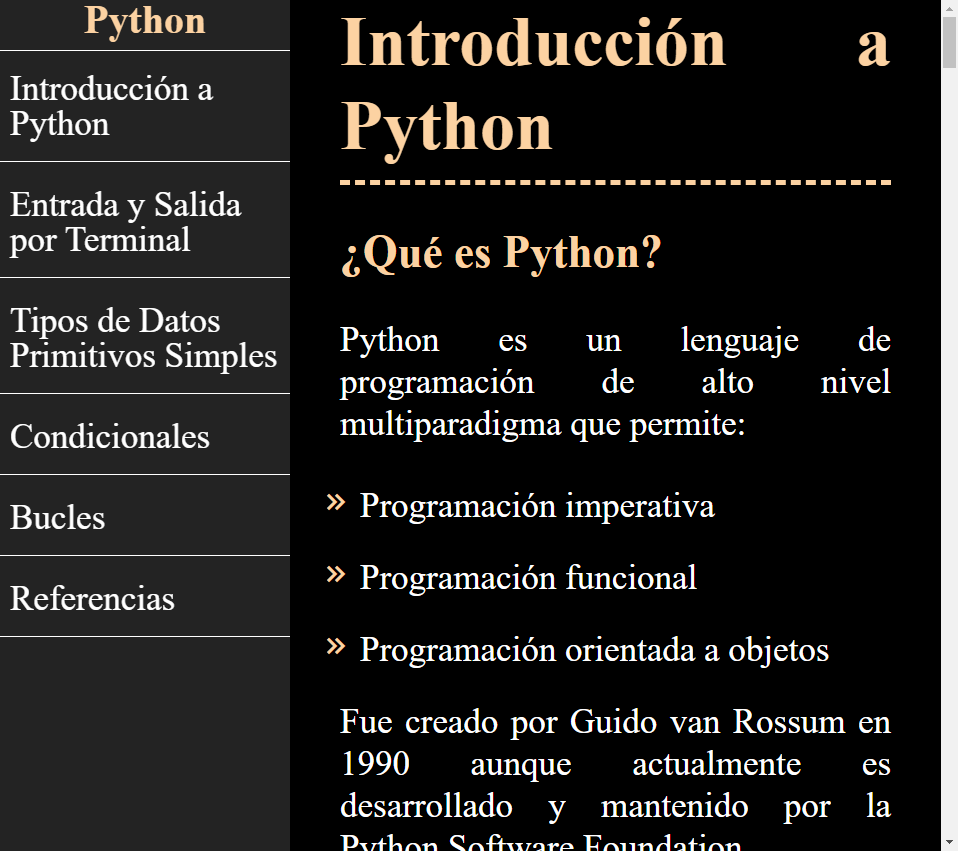 Python
Introducción a
Python
Entrada y Salida
por Terminal
Tipos de Datos
Primitivos Simples
Condicionales
Bucles
Referencias
Introducción a
Python
¿Qué es Python?
Python es un lenguaje de
programación de alto nivel
multiparadigma que permite:
» Programación imperativa
» Programación funcional
» Programación orientada a objetos
Fue creado por Guido van Rossum en
1990 aunque actualmente es
desarrollado y mantenido por la
Python Software Foundation